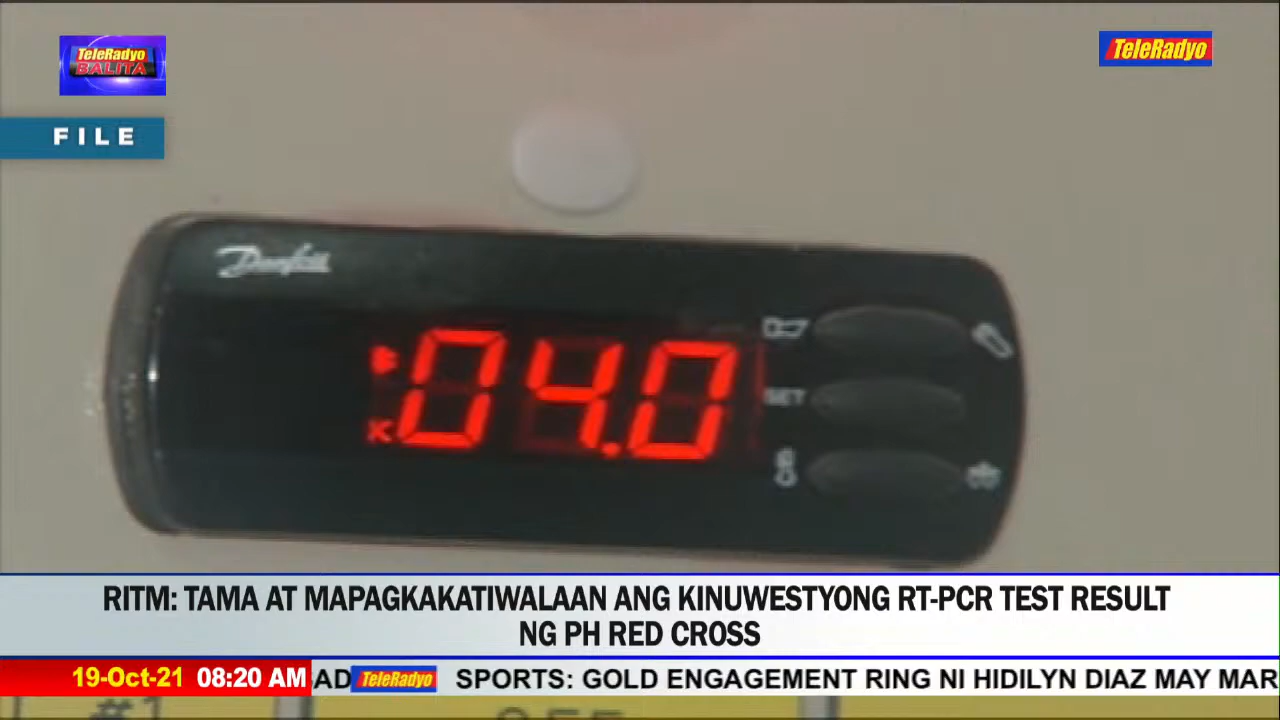 TeleRadyo
BALITA
TeleRadyo
FILE
Danfoss
04.0
SET
RITM: TAMA AT MAPAGKAKATIWALAAN ANG KINUWESTYONG RT-PCR TEST RESULT
NG PH RED CROSS
19-Oct-21 08:20 AM
TeleRadyo
SPORTS: GOLD ENGAGEMENT RING NI HIDILYN DIAZ MAY MAR
#1